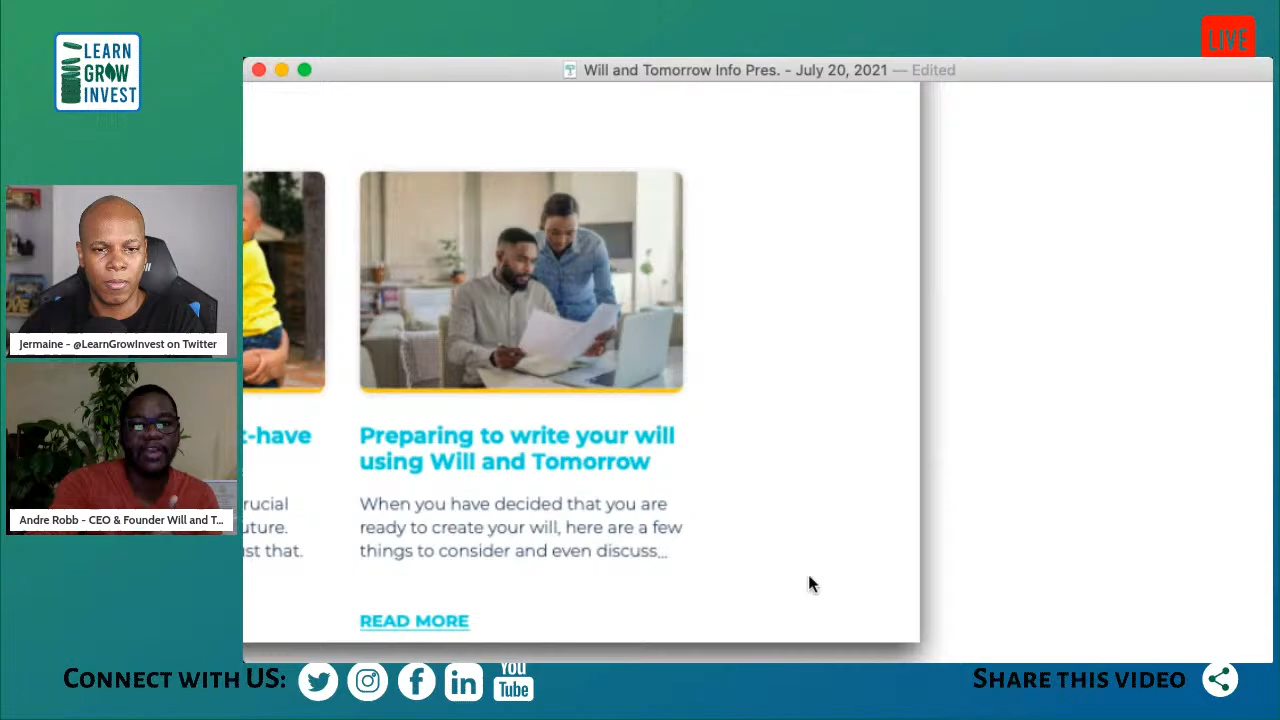 LEARN
GROW
INVEST
LIVE
Will and Tomorrow Info Pres. - July 20, 2021 — Edited
Jermaine - @LearnGrowInvest on Twitter
Andre Robb - CEO & Founder Will and T...
t-have
rucial
uture.
st that.
Preparing to write your will
using Will and Tomorrow
When you have decided that you are
ready to create your will, here are a few
things to consider and even discuss...
READ MORE
CONNECT WITH US:
in
You
Tube
SHARE THIS VIDEO